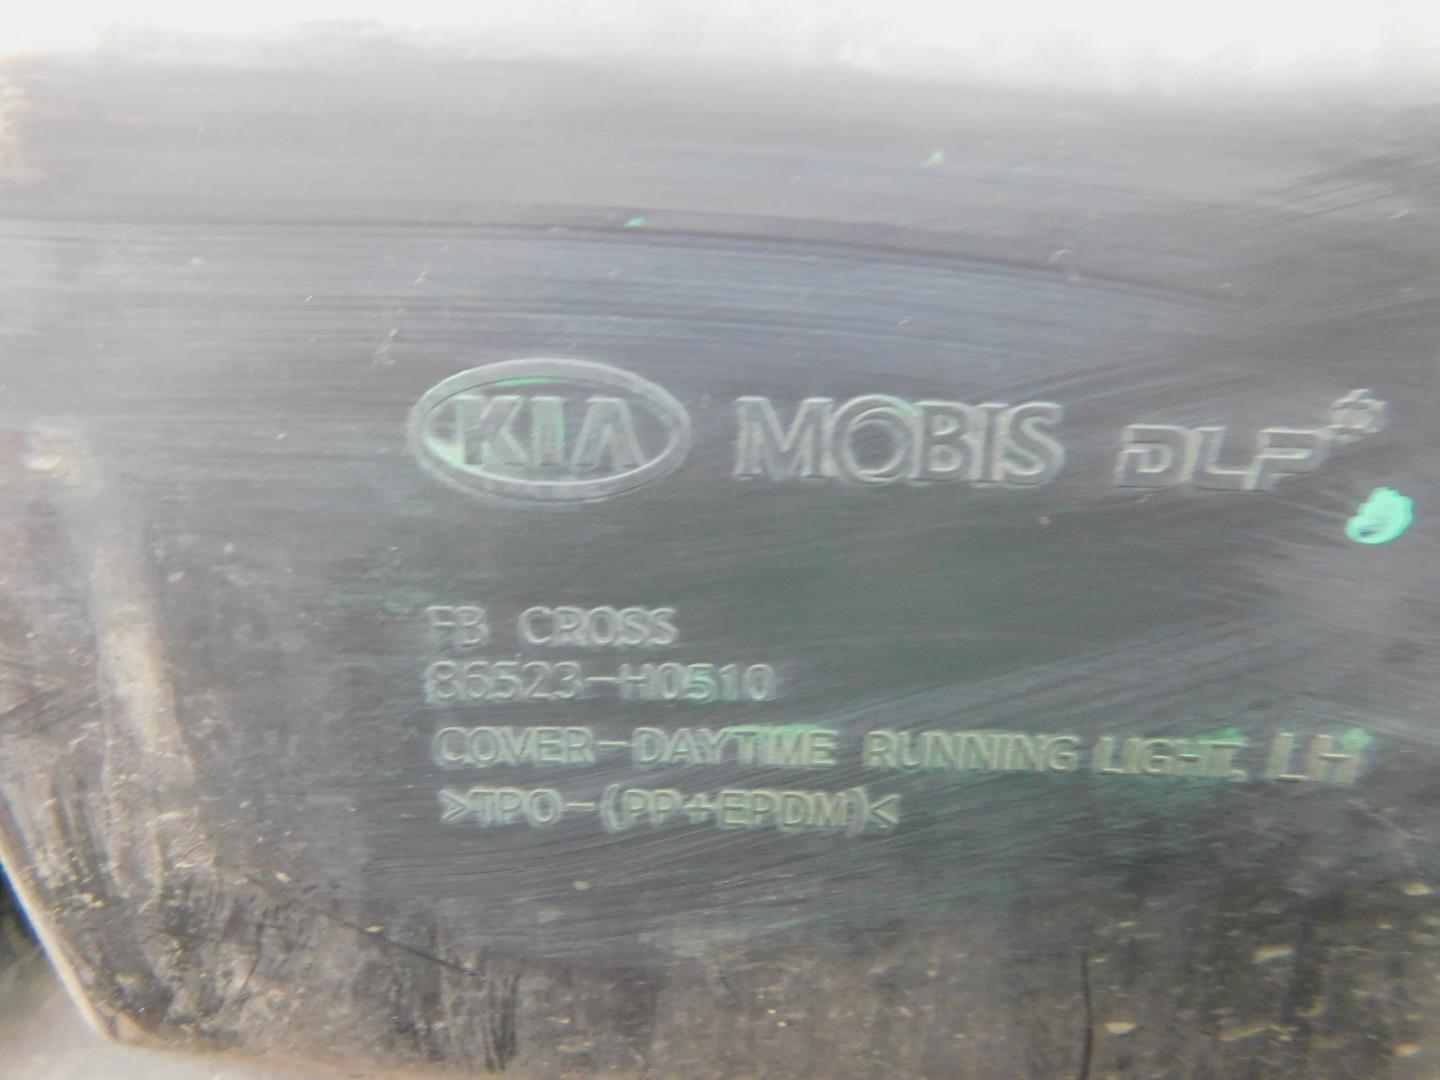 KIA MOBIS DLP
FB CROSS
86523-H0510
COVER-DAYTIME RUNNING LIGHT, LH
>TPO-(PP+EPDM)<